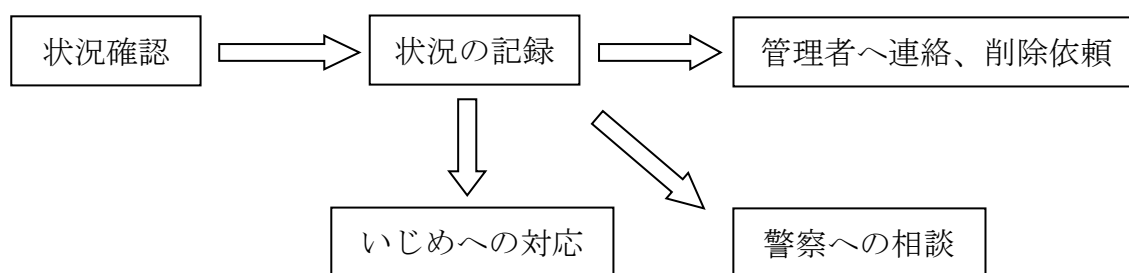 状況確認
状況の記録
管理者へ連絡、削除依頼
いじめへの対応
警察への相談